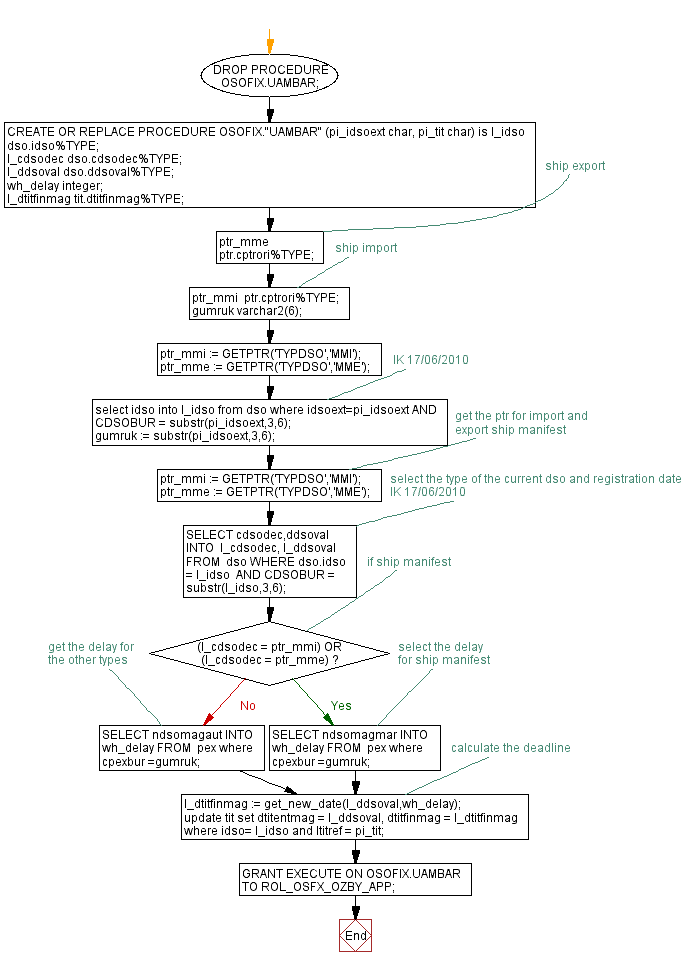 DROP PROCEDURE
OSOFIX.UAMBAR;
CREATE OR REPLACE PROCEDURE OSOFIX."UAMBAR" (pi_idsoext char, pi_tit char) is l_idso
dso.idso%TYPE;
l_cdsodec dso.cdsodec%TYPE;
l_ddsoval dso.ddsoval%TYPE;
wh_delay integer;
l_dtitfinmag tit.dtitfinmag%TYPE;
ship export
ptr_mme
ptr.cptrori%TYPE;
ship import
ptr_mmi ptr.cptrori%TYPE;
gumruk varchar2(6);
ptr_mmi := GETPTR('TYPDSO','MMI');
ptr_mme := GETPTR('TYPDSO','MME');
IK 17/06/2010
select idso into l_idso from dso where idsoext=pi_idsoext AND
CDSOBUR = substr(pi_idsoext,3,6);
gumruk := substr(pi_idsoext,3,6);
get the ptr for import and
export ship manifest
ptr_mmi := GETPTR('TYPDSO','MMI');
ptr_mme := GETPTR('TYPDSO','MME');
select the type of the current dso and registration date
IK 17/06/2010
SELECT cdsodec,ddsoval
INTO l_cdsodec, l_ddsoval
FROM dso WHERE dso.idso
= l_idso AND CDSOBUR =
substr(l_idso,3,6);
if ship manifest
(l_cdsodec = ptr_mmi) OR
(l_cdsodec = ptr_mme) ?
get the delay for
the other types
select the delay
for ship manifest
No
Yes
SELECT ndsomagaut INTO
wh_delay FROM pex where
cpexbur =gumruk;
SELECT ndsomagmar INTO
wh_delay FROM pex where
cpexbur =gumruk;
calculate the deadline
l_dtitfinmag := get_new_date(l_ddsoval,wh_delay);
update tit set dtitentmag = l_ddsoval, dtitfinmag = l_dtitfinmag
where idso= l_idso and ltitref = pi_tit;
GRANT EXECUTE ON OSOFIX.UAMBAR
TO ROL_OSFX_OZBY_APP;
End